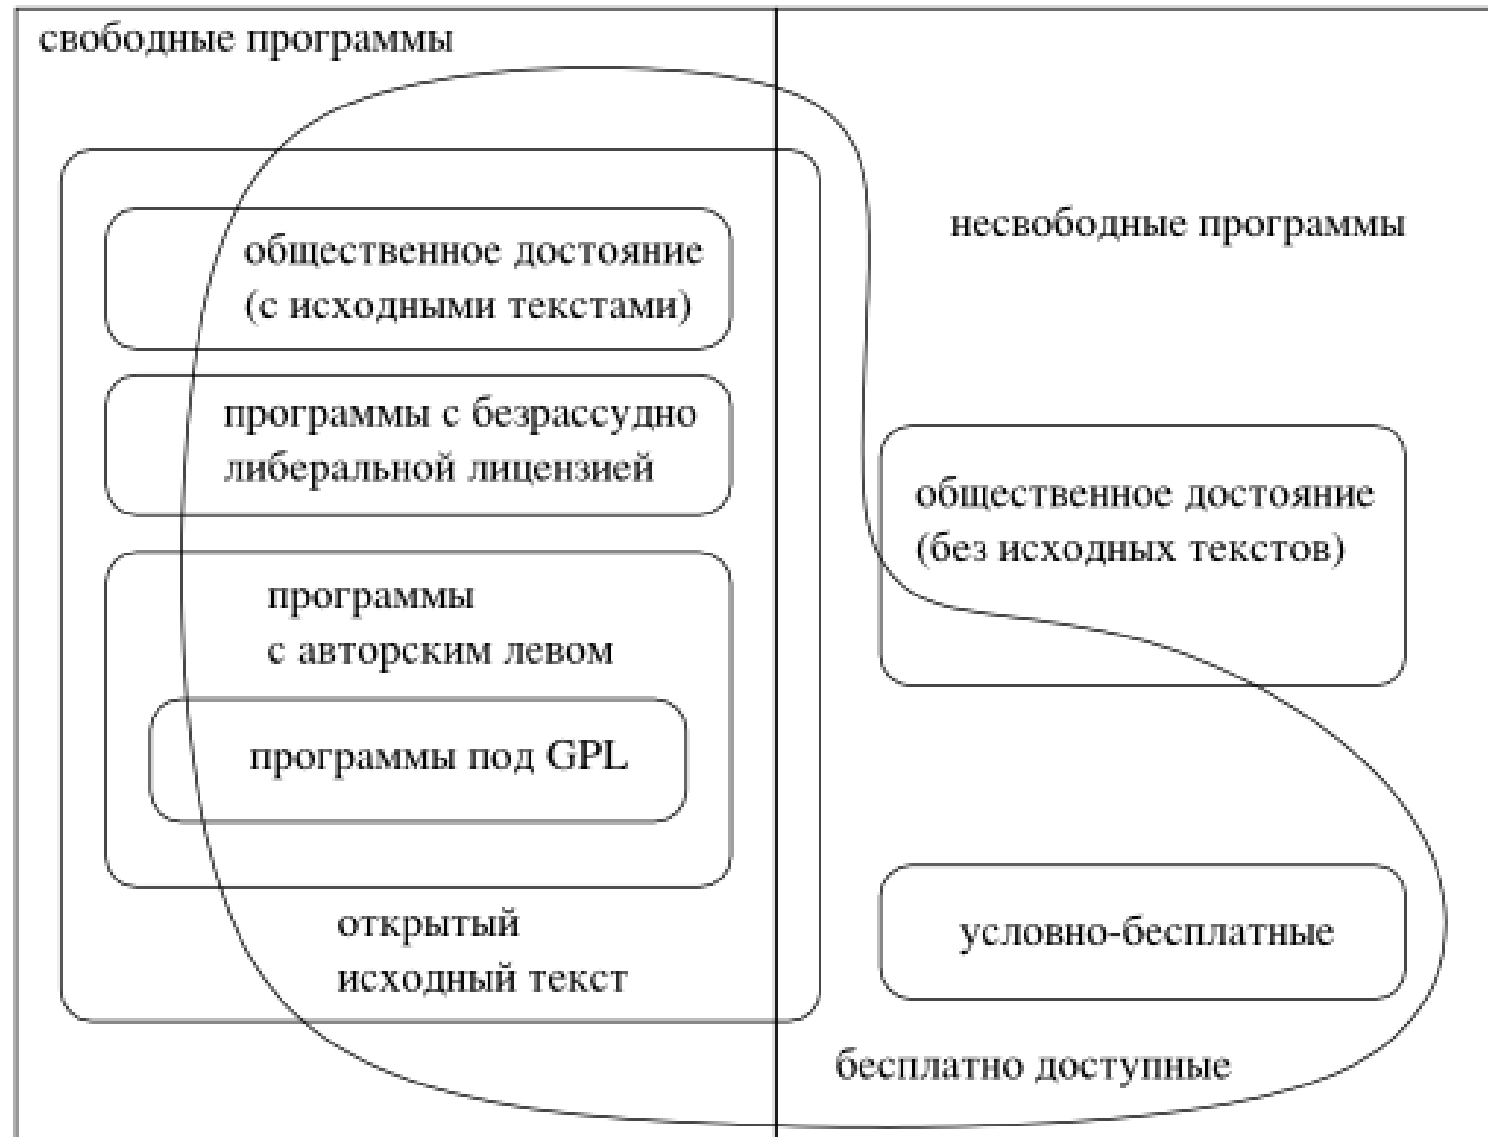 свободные программы
несвободные программы
общественное достояние
(с исходными текстами)
программы с безрассудно
либеральной лицензией
общественное достояние
(без исходных текстов)
программы
с авторским левом
программы под GPL
открытый
исходный текст
условно-бесплатные
бесплатно доступные